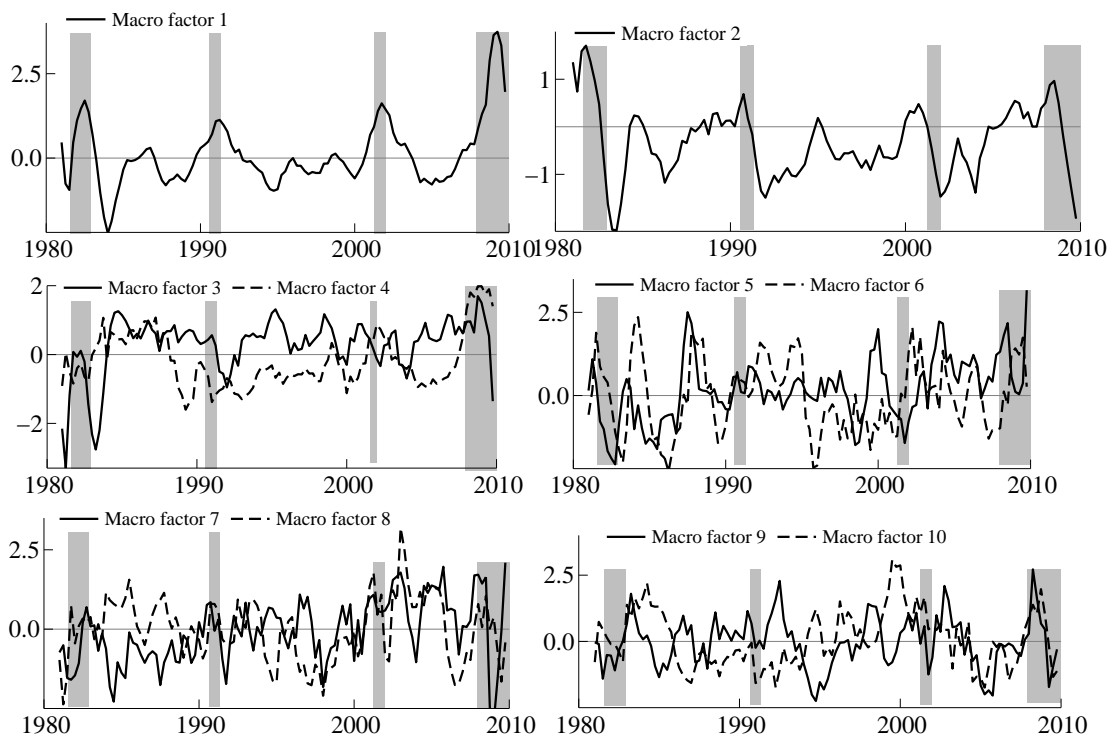 Macro factor 1
2.5
0.0
1980 1990 2000 2010
Macro factor 2
1
−1
1980 1990 2000 2010
Macro factor 3 Macro factor 4
2
0
−2
1980 1990 2000 2010
Macro factor 5 Macro factor 6
2.5
0.0
1980 1990 2000 2010
Macro factor 7 Macro factor 8
2.5
0.0
1980 1990 2000 2010
Macro factor 9 Macro factor 10
2.5
0.0
1980 1990 2000 2010